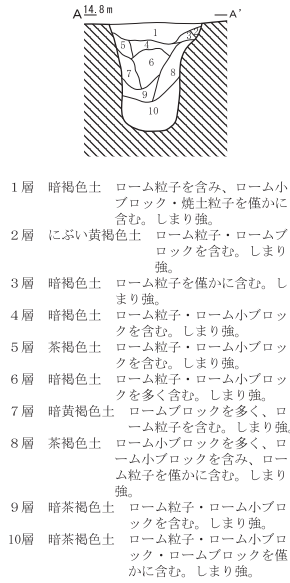 A 14.8m A'
1
2
3
4
5
6
7
8
9
10
1層 暗褐色土 ローム粒子を含み、ローム小
ブロック・焼土粒子を僅かに
含む。しまり強。
2層 にぶい黄褐色土 ローム粒子・ロームブ
ロックを含む。しまり
強。
3層 暗褐色土 ローム粒子を僅かに含む。し
まり強。
4層 暗褐色土 ローム粒子・ローム小ブロッ
クを含む。しまり強。
5層 茶褐色土 ローム粒子・ローム小ブロッ
クを含む。しまり強。
6層 暗褐色土 ローム粒子・ローム小ブロッ
クを多く含む。しまり強。
7層 暗黄褐色土 ロームブロックを多く、ロ
ーム粒子を含む。しまり強。
8層 茶褐色土 ローム小ブロックを多く、ロ
ーム小ブロックを含み、ロー
ム粒子を僅かに含む。しまり
強。
9層 暗茶褐色土 ローム粒子・ローム小ブロ
ックを含む。しまり強。
10層 暗茶褐色土 ローム粒子・ローム小ブロ
ック・ロームブロックを僅
かに含む。しまり強。